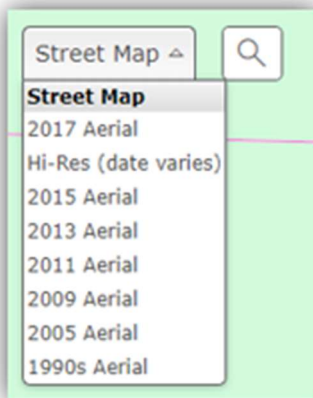 Street Map
Street Map
2017 Aerial
Hi-Res (date varies)
2015 Aerial
2013 Aerial
2011 Aerial
2009 Aerial
2005 Aerial
1990s Aerial